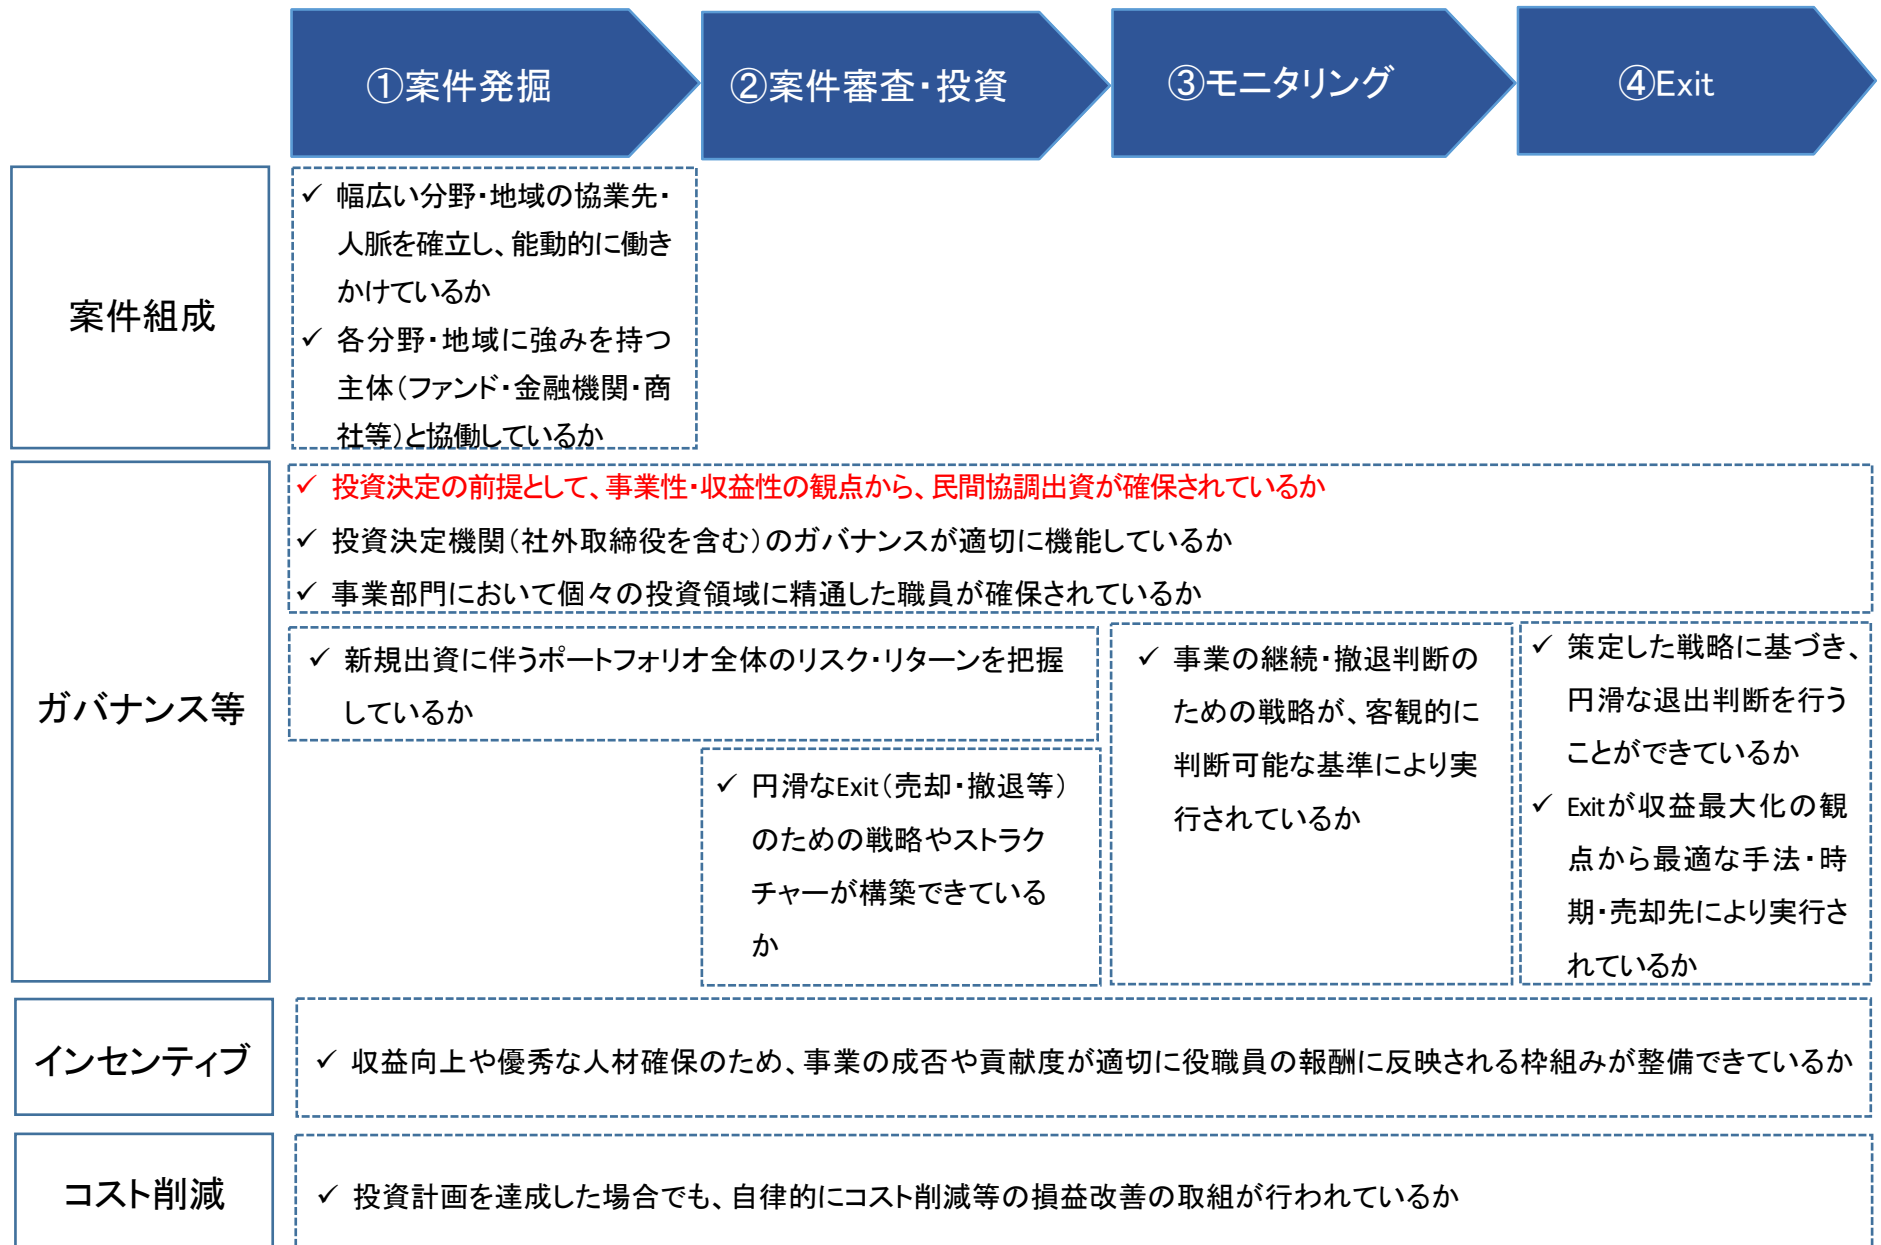 ①案件発掘
②案件審査・投資
③モニタリング
④Exit
案件組成
✓ 幅広い分野・地域の協業先・
人脈を確立し、能動的に働き
かけているか
✓ 各分野・地域に強みを持つ
主体（ファンド・金融機関・商
社等）と協働しているか
ガバナンス等
✓ 投資決定の前提として、事業性・収益性の観点から、民間協調出資が確保されているか
✓ 投資決定機関（社外取締役を含む）のガバナンスが適切に機能しているか
✓ 事業部門において個々の投資領域に精通した職員が確保されているか
✓ 新規出資に伴うポートフォリオ全体のリスク・リターンを把握
しているか
✓ 円滑なExit（売却・撤退等）
のための戦略やストラク
チャーが構築できている
か
✓ 事業の継続・撤退判断の
ための戦略が、客観的に
判断可能な基準により実
行されているか
✓ 策定した戦略に基づき、
円滑な退出判断を行う
ことができているか
✓ Exitが収益最大化の観
点から最適な手法・時
期・売却先により実行さ
れているか
インセンティブ
✓ 収益向上や優秀な人材確保のため、事業の成否や貢献度が適切に役職員の報酬に反映される枠組みが整備できているか
コスト削減
✓ 投資計画を達成した場合でも、自律的にコスト削減等の損益改善の取組が行われているか